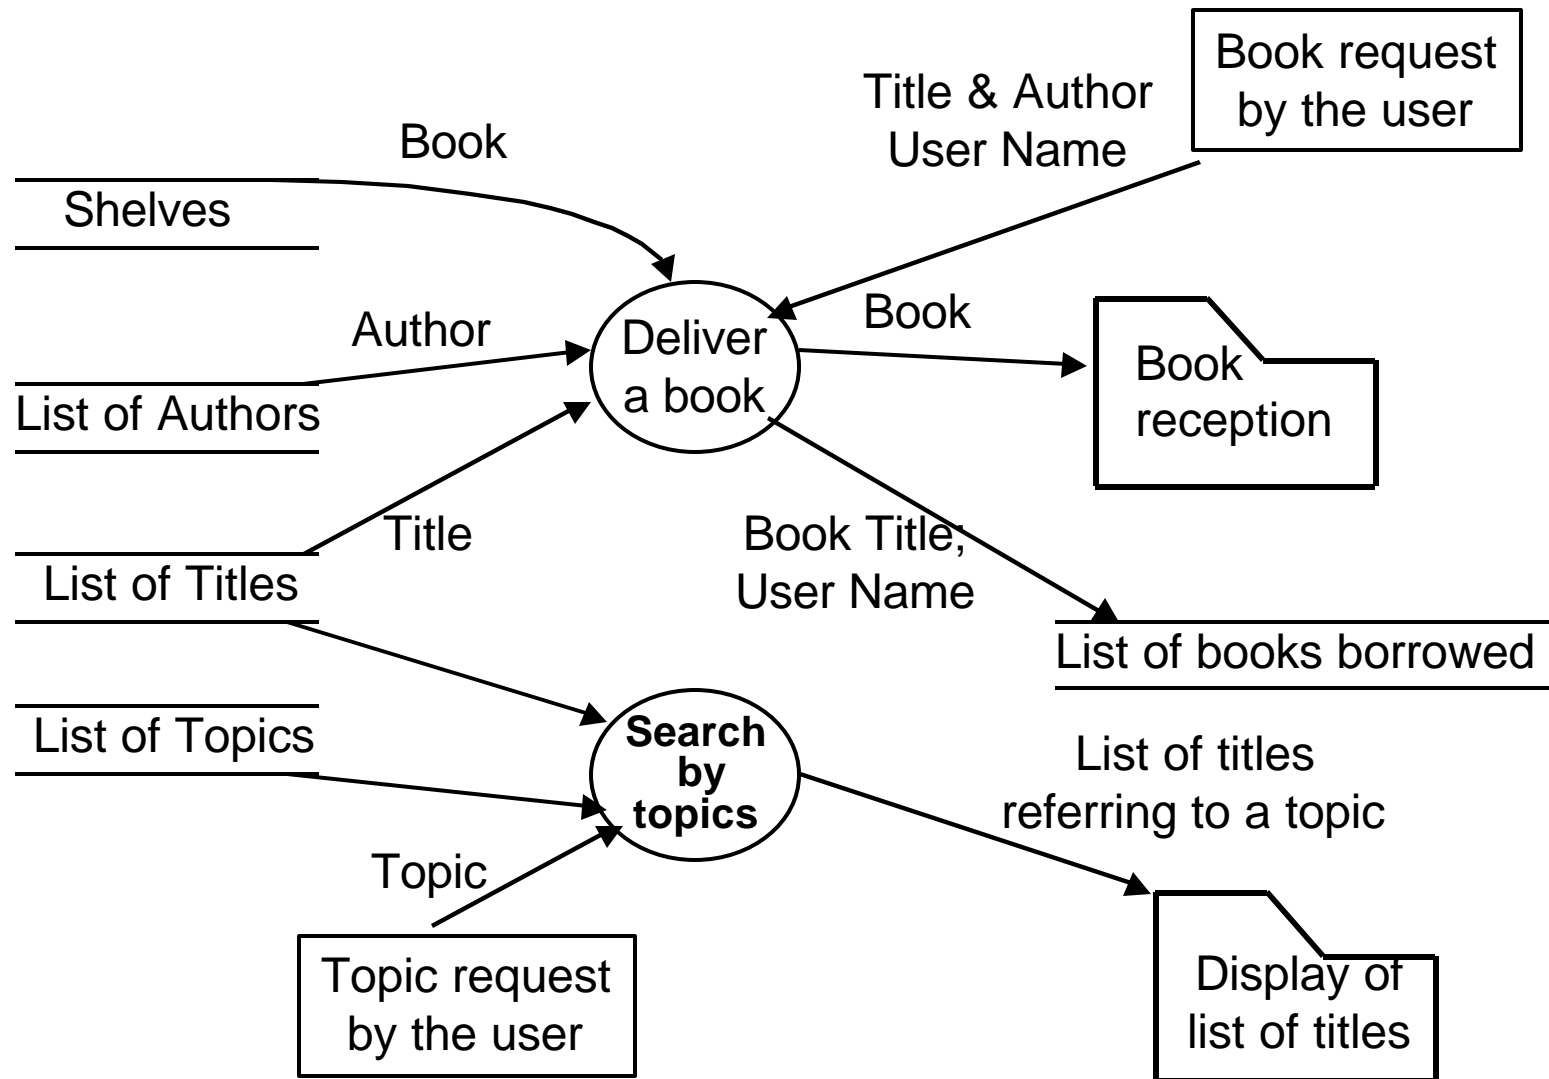 Book request
by the user
Title & Author
User Name
Book
Shelves
Author
Deliver
a book
Book
Book
reception
List of Authors
Title
Book Title;
User Name
List of Titles
List of books borrowed
List of Topics
Search
by
topics
List of titles
referring to a topic
Topic
Topic request
by the user
Display of
list of titles